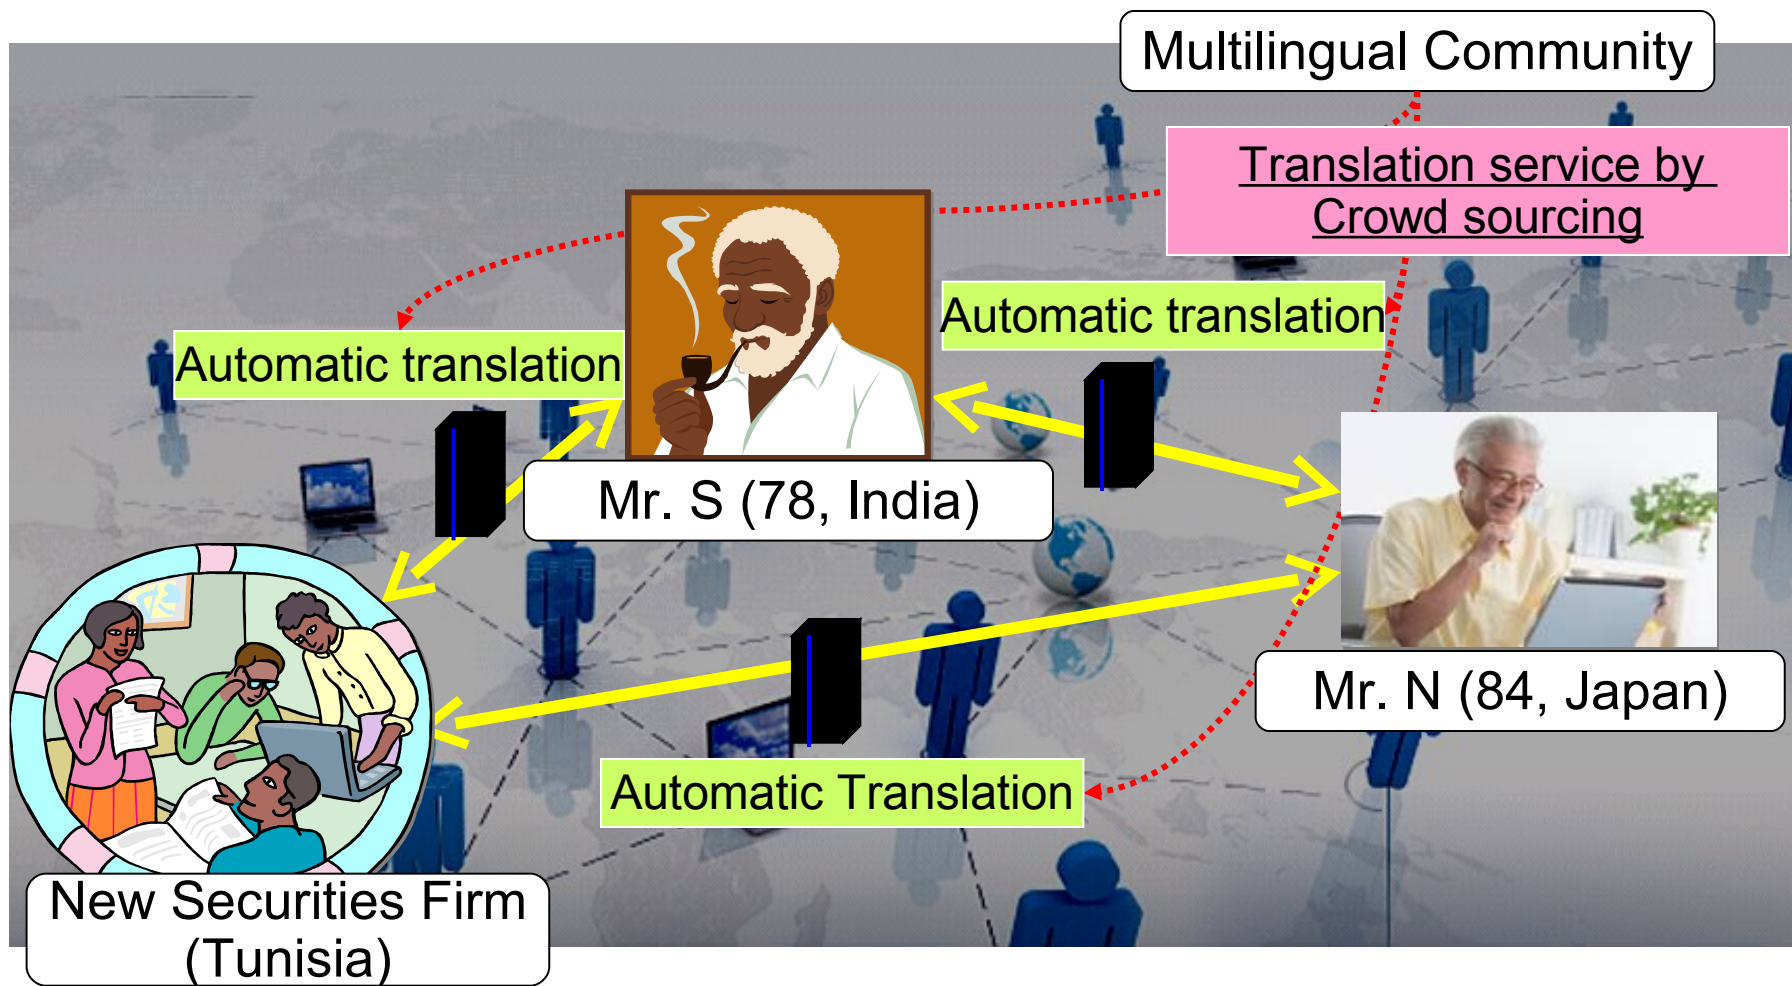 Multilingual Community
Translation service by
Crowd sourcing
Automatic translation
Automatic translation
Mr. S (78, India)
Mr. N (84, Japan)
Automatic Translation
New Securities Firm
(Tunisia)